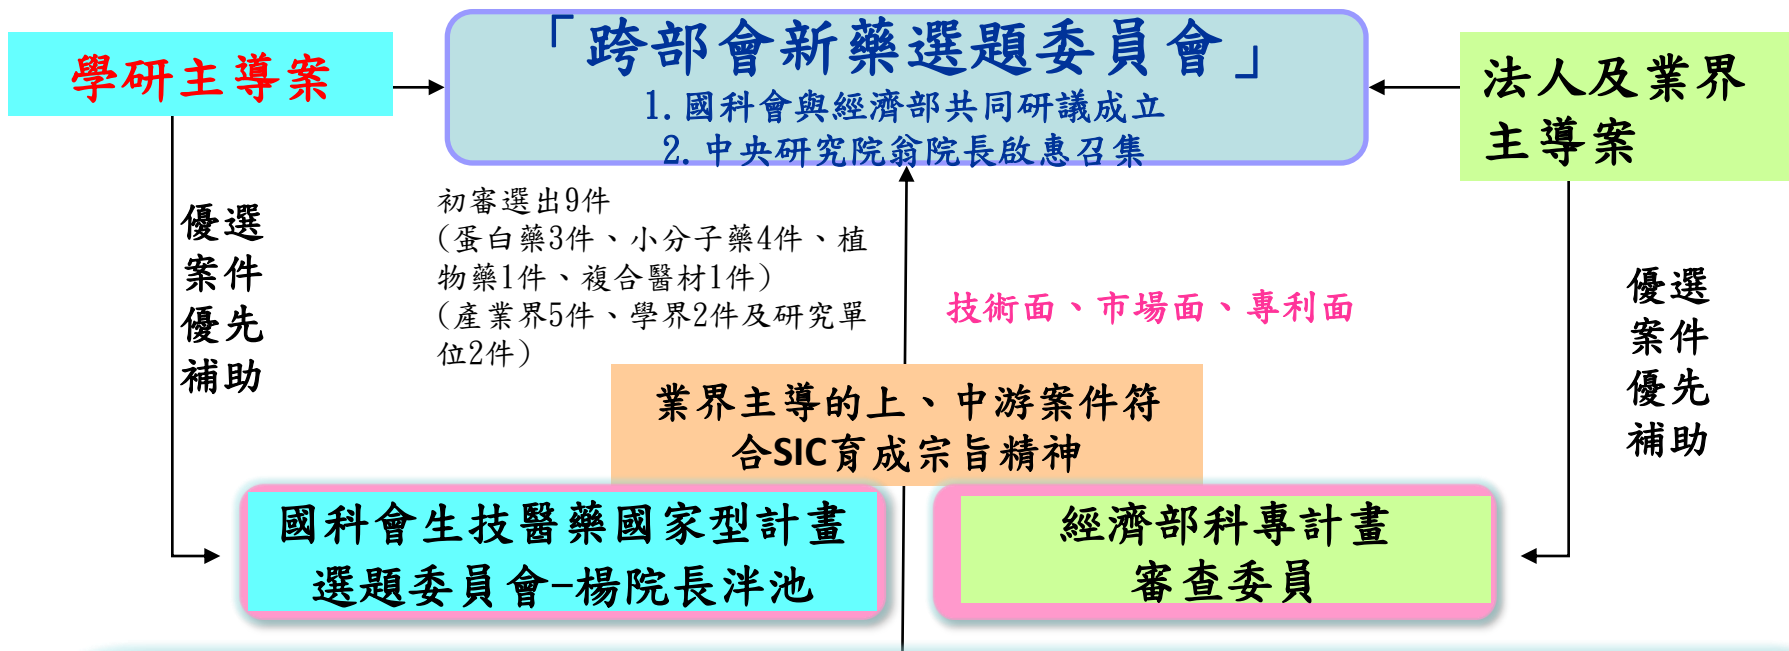 「跨部會新藥選題委員會」
1.國科會與經濟部共同研議成立
2.中央研究院翁院長啟惠召集
學研主導案
法人及業界
主導案
優選
案件
優先
補助
初審選出9件
(蛋白藥3件、小分子藥4件、植
物藥1件、複合醫材1件)
(產業界5件、學界2件及研究單
位2件)
技術面、市場面、專利面
優選
案件
優先
補助
業界主導的上、中游案件符
合SIC育成宗旨精神
國科會生技醫藥國家型計畫
選題委員會-楊院長泮池
經濟部科專計畫
審查委員